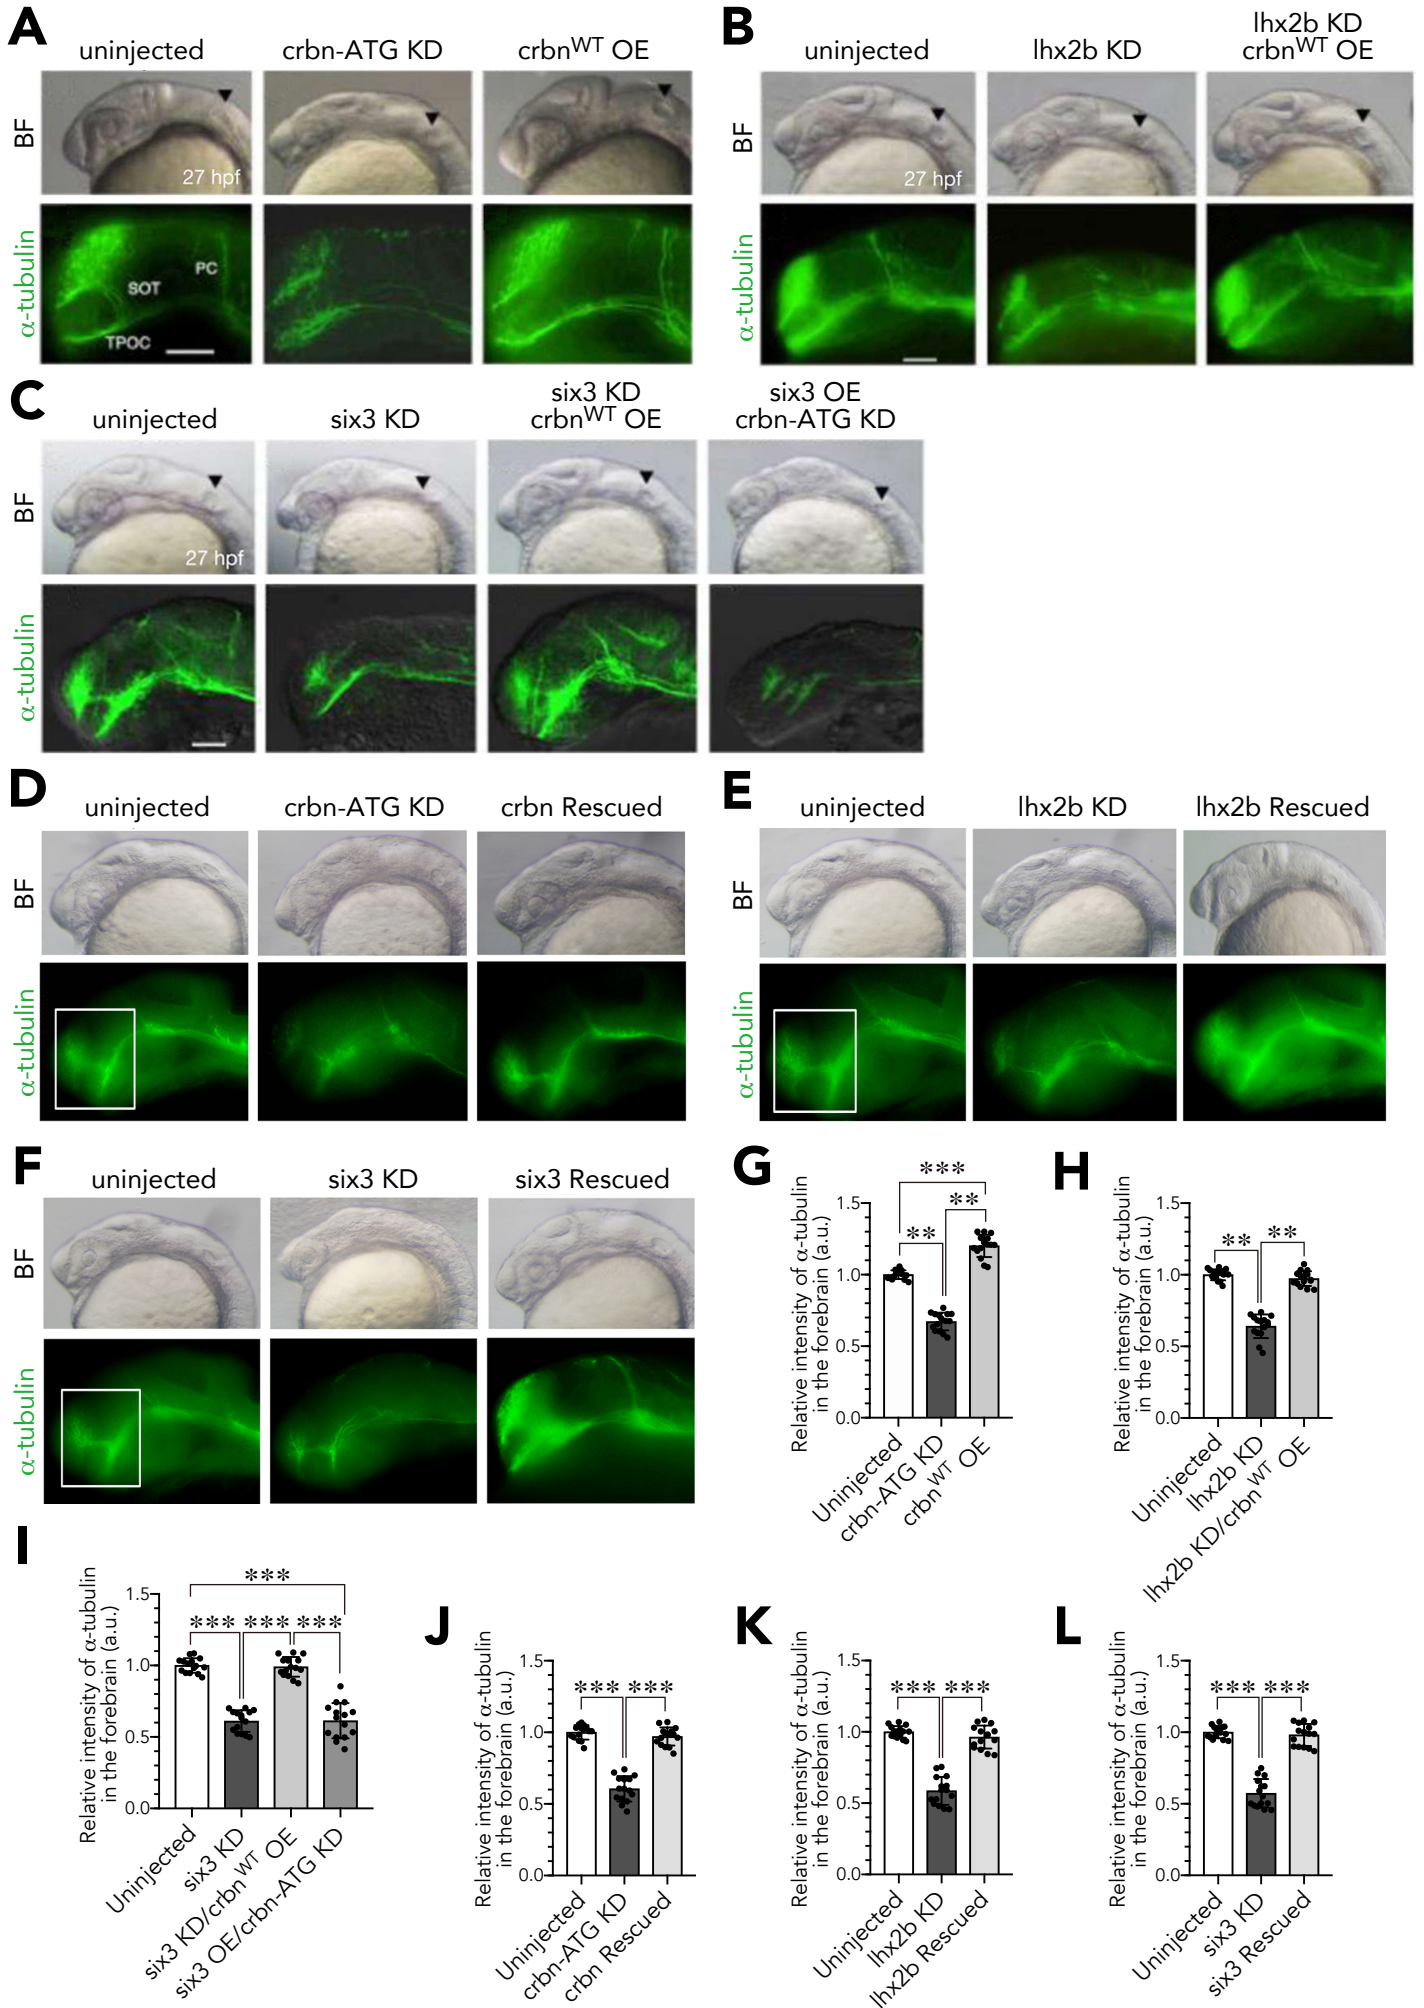 A
uninjected
crbn-ATG KD
crbnWT OE
BF
27 hpf
α-tubulin
SOT
PC
TPOC
B
uninjected
lhx2b KD
lhx2b KD
crbnWT OE
BF
27 hpf
α-tubulin
C
uninjected
six3 KD
six3 KD
crbnWT OE
six3 OE
crbn-ATG KD
BF
27 hpf
α-tubulin
D
uninjected
crbn-ATG KD
crbn Rescued
BF
α-tubulin
E
uninjected
lhx2b KD
lhx2b Rescued
BF
α-tubulin
F
uninjected
six3 KD
six3 Rescued
BF
α-tubulin
G
Relative intensity of α-tubulin
in the forebrain (a.u.)
1.5
1.0
0.5
0.0
***
**
**
Uninjected
crbn-ATG KD
crbnWT OE
H
Relative intensity of α-tubulin
in the forebrain (a.u.)
1.5
1.0
0.5
0.0
**
**
Uninjected
lhx2b KD
lhx2b KD/crbnWT OE
I
Relative intensity of α-tubulin
in the forebrain (a.u.)
1.5
1.0
0.5
0.0
***
***
***
***
Uninjected
six3 KD
six3 KD/crbnWT OE
six3 OE/crbn-ATG KD
J
Relative intensity of α-tubulin
in the forebrain (a.u.)
1.5
1.0
0.5
0.0
***
***
Uninjected
crbn-ATG KD
crbn Rescued
K
Relative intensity of α-tubulin
in the forebrain (a.u.)
1.5
1.0
0.5
0.0
***
***
Uninjected
lhx2b KD
lhx2b Rescued
L
Relative intensity of α-tubulin
in the forebrain (a.u.)
1.5
1.0
0.5
0.0
***
***
Uninjected
six3 KD
six3 Rescued